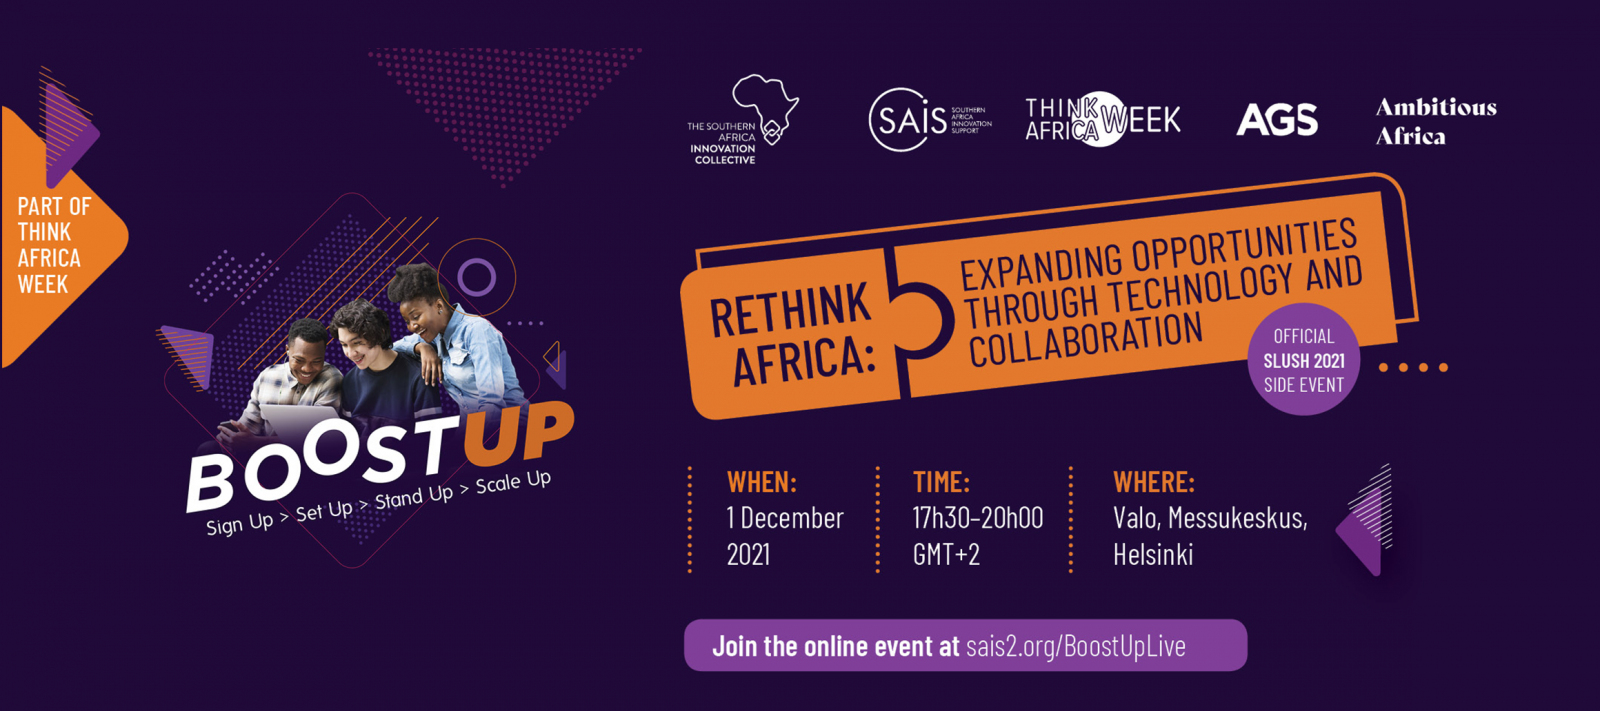 PART OF
THINK
AFRICA
WEEK
BOOSTUP
Sign Up > Set Up > Stand Up > Scale Up
THE SOUTHERN
AFRICA
INNOVATION
COLLECTIVE
SAiS
SOUTHERN
AFRICA
INNOVATION
SUPPORT
THINK
AFRICA WEEK
AGS
Ambitious
Africa
RETHINK
AFRICA:
EXPANDING OPPORTUNITIES
THROUGH TECHNOLOGY AND
COLLABORATION
OFFICIAL
SLUSH 2021
SIDE EVENT
WHEN:
1 December
2021
TIME:
17h30–20h00
GMT+2
WHERE:
Valo, Messukeskus,
Helsinki
Join the online event at sais2.org/BoostUpLive